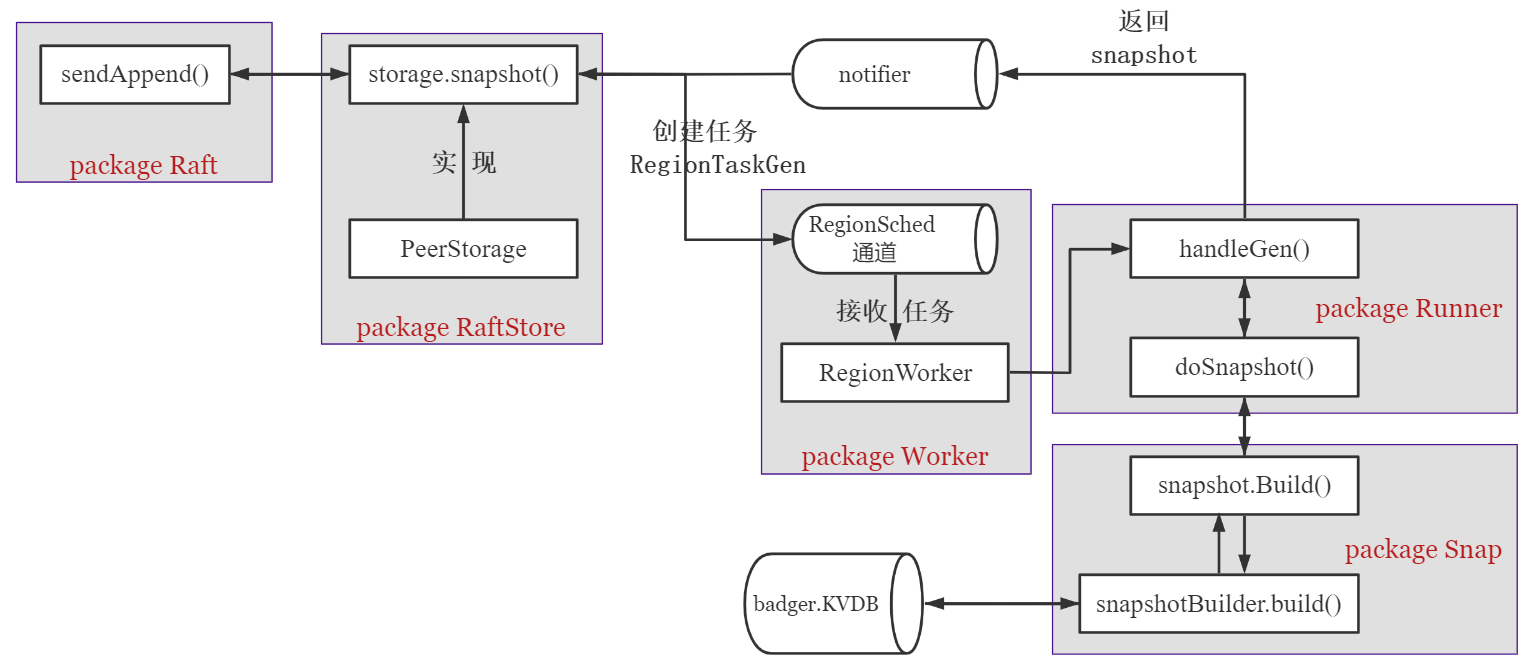 sendAppend()
package Raft
storage.snapshot()
实现
PeerStorage
package RaftStore
notifier
返回
snapshot
创建任务
RegionTaskGen
RegionSched
通道
接收任务
RegionWorker
package Worker
handleGen()
package Runner
doSnapshot()
snapshot.Build()
package Snap
snapshotBuilder.build()
badger.KVDB